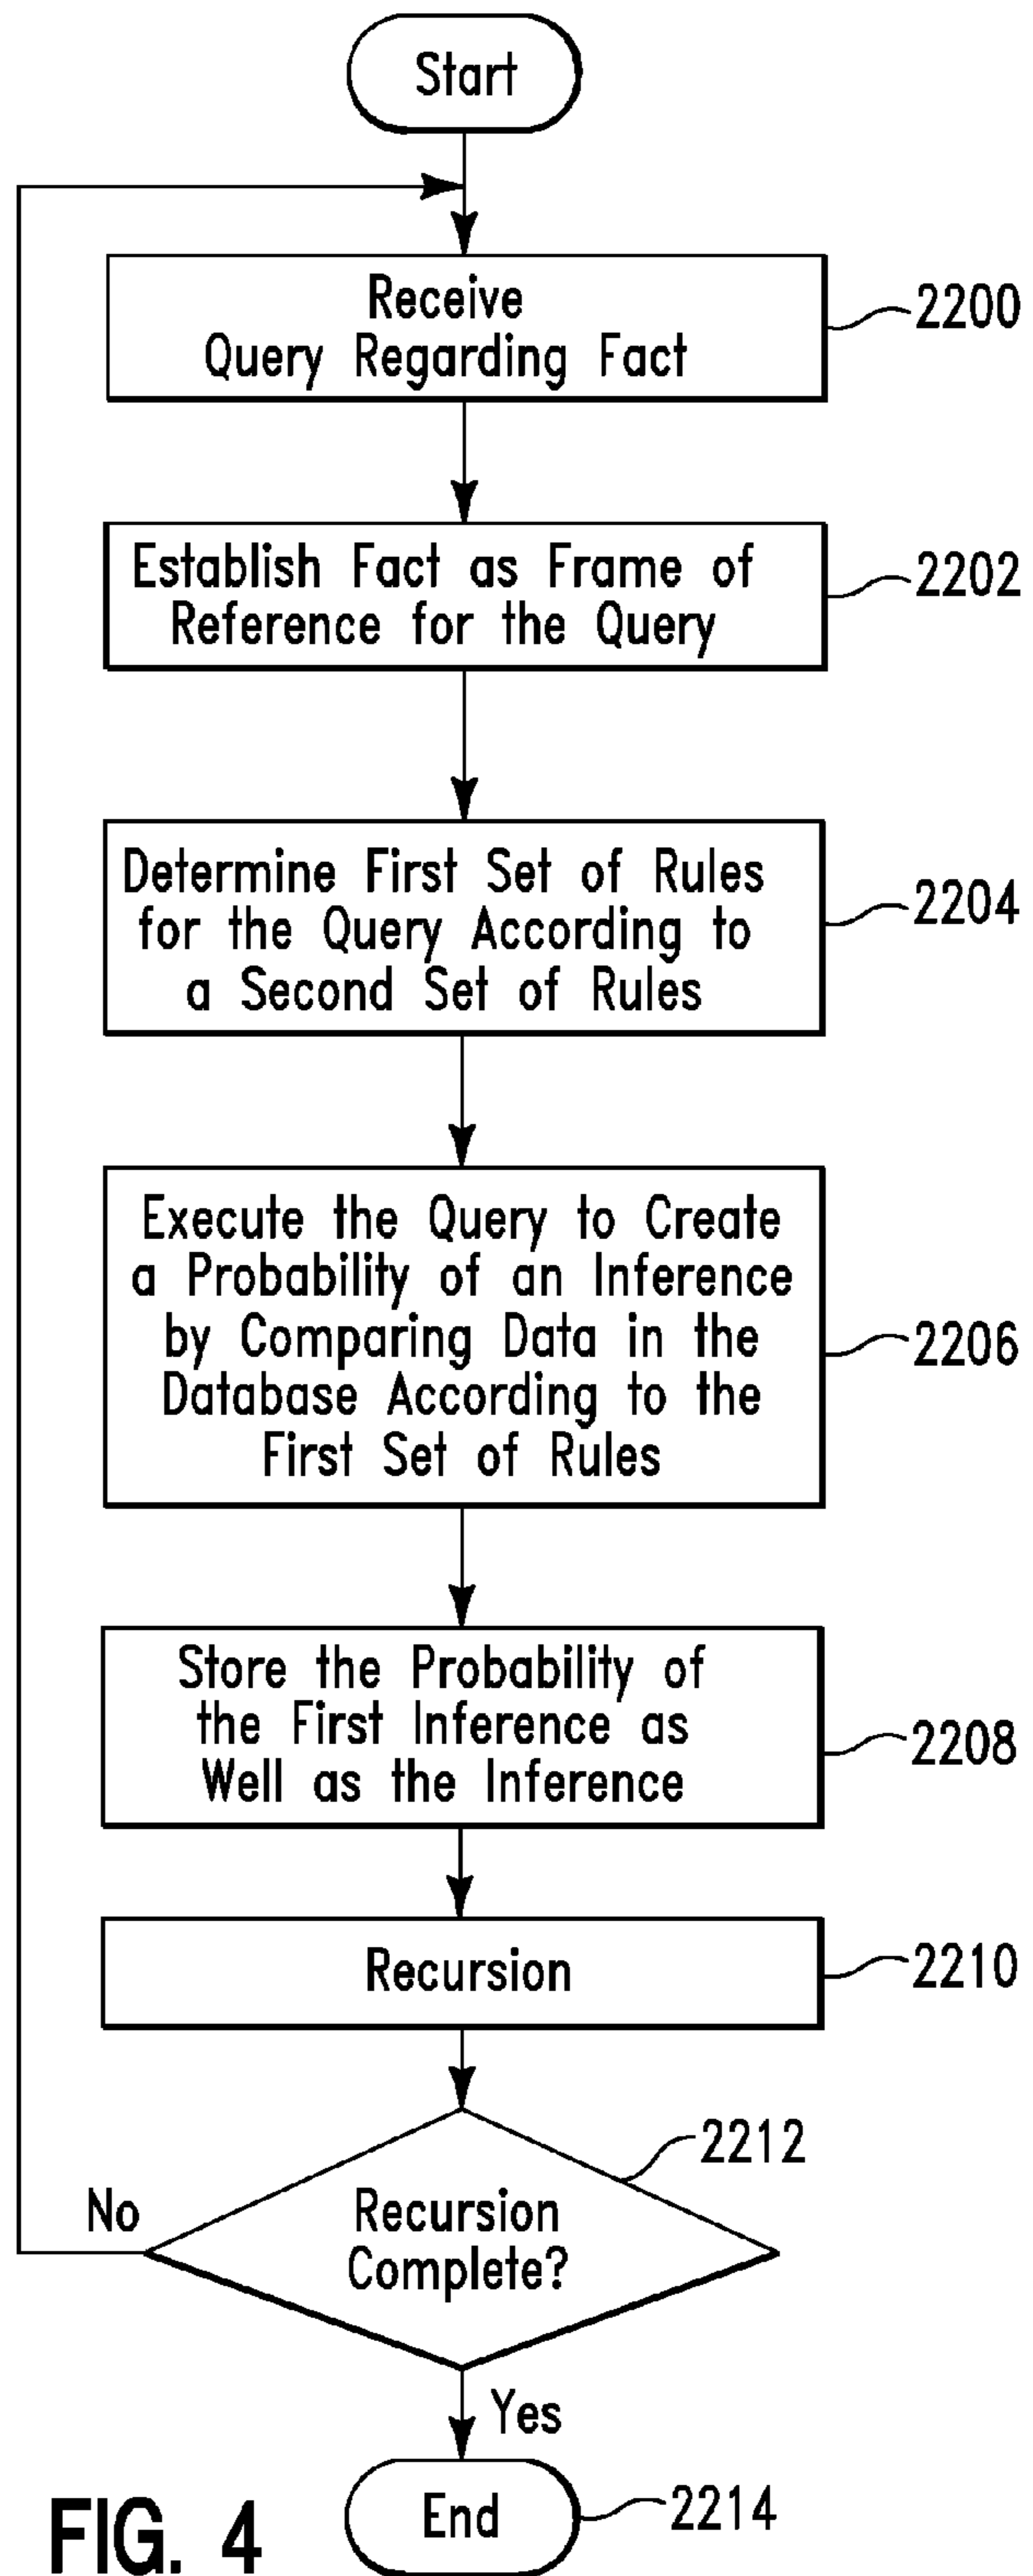 Start
Receive
Query Regarding Fact
2200
Establish Fact as Frame of
Reference for the Query
2202
Determine First Set of Rules
for the Query According to
a Second Set of Rules
2204
Execute the Query to Create
a Probability of an Inference
by Comparing Data in the
Database According to the
First Set of Rules
2206
Store the Probability of
the First Inference as
Well as the Inference
2208
Recursion
2210
2212
No
Recursion
Complete?
Yes
End
2214
FIG. 4